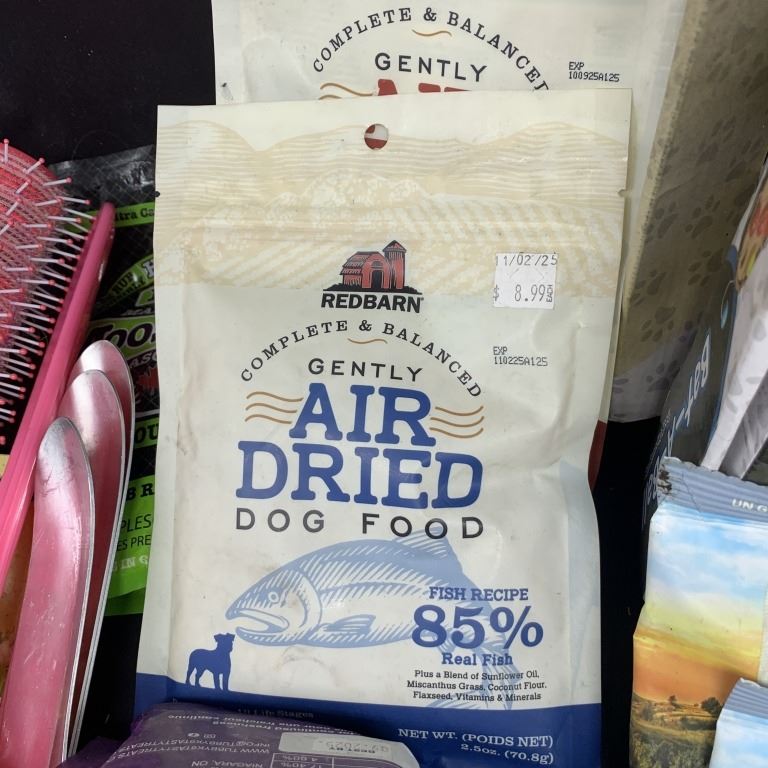 COMPLETE & BALANCED
GENTLY
EXP
100925A125
REDBARN
11/02/25
$ 8.99
COMPLETE & BALANCED
EXP
110225A125
GENTLY
AIR
DRIED
DOG FOOD
FISH RECIPE
85%
Real Fish
Plus a Blend of Sunflower Oil,
Miscanthus Grass, Coconut Flour,
Flaxseed, Vitamins & Minerals
NET WT. (POIDS NET)
2.5oz. (70.8g)
NIAGARA, ON